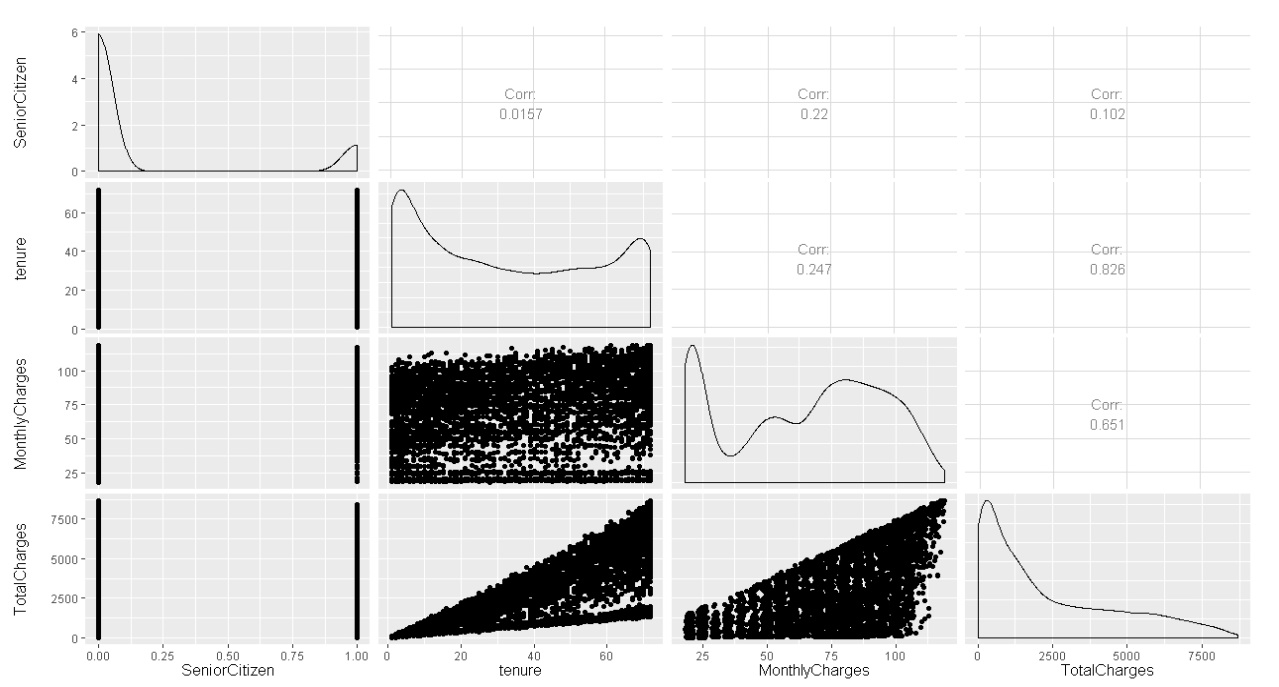 SeniorCitizen
6
4
2
0
Corr:
0.0157
Corr:
0.22
Corr:
0.102
tenure
60
40
20
0
Corr:
0.247
Corr:
0.826
MonthlyCharges
100
75
50
25
Corr:
0.651
TotalCharges
7500
5000
2500
0
0.00 0.25 0.50 0.75 1.00
SeniorCitizen
0 20 40 60
tenure
25 50 75 100
MonthlyCharges
0 2500 5000 7500
TotalCharges